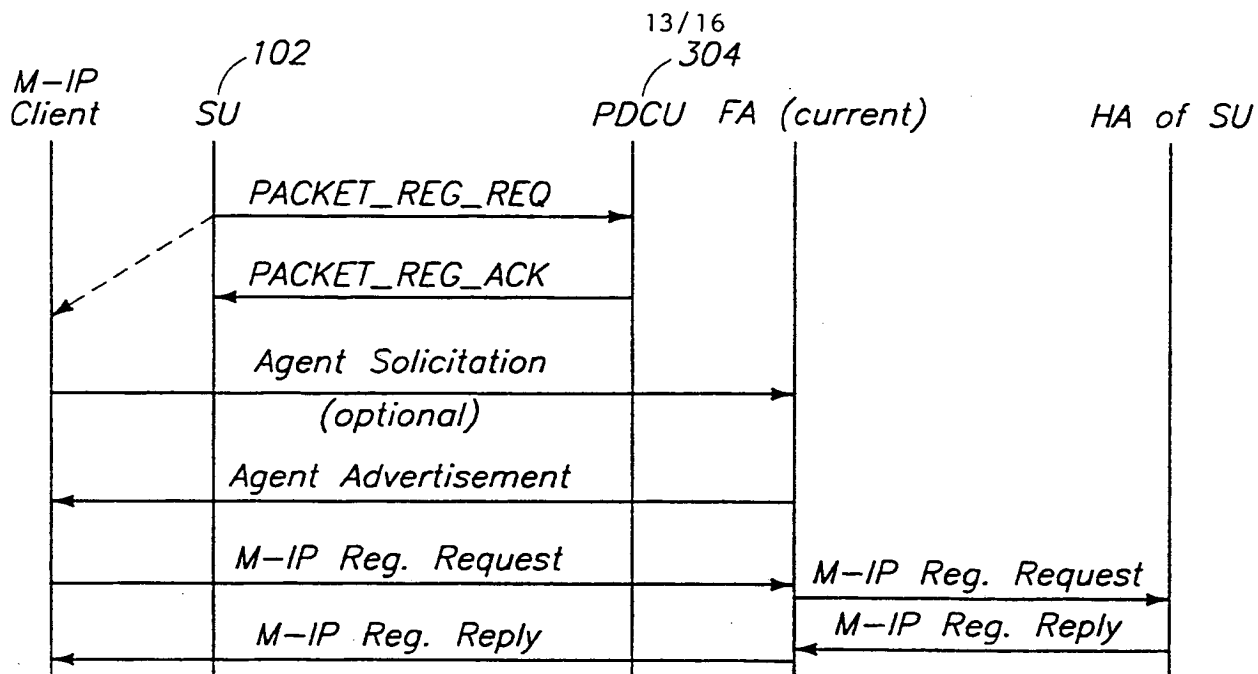 13/16
102
304
M-IP
Client
SU
PDCU
FA (current)
HA of SU
PACKET_REG_REQ
PACKET_REG_ACK
Agent Solicitation
(optional)
Agent Advertisement
M-IP Reg. Request
M-IP Reg. Request
M-IP Reg. Reply
M-IP Reg. Reply